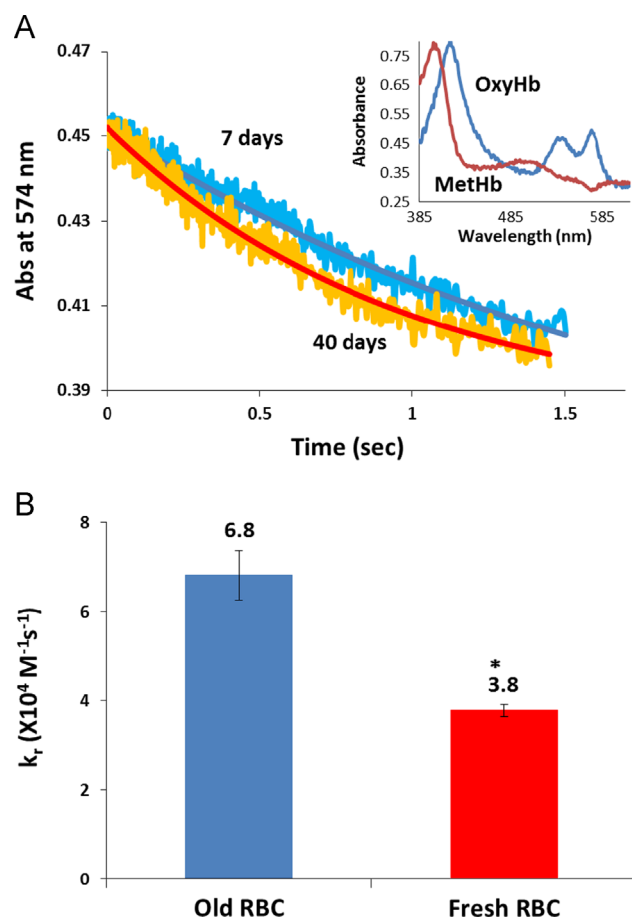 A
0.47
0.45
0.43
0.41
0.39
Abs at 574 nm
7 days
40 days
0
0.5
1
1.5
Time (sec)
0.75
0.65
0.55
0.45
0.35
0.25
Absorbance
OxyHb
MetHb
385
485
585
Wavelength (nm)
B
8
6
4
2
0
kᵣ (X10⁴ M⁻¹s⁻¹)
6.8
*
3.8
Old RBC
Fresh RBC